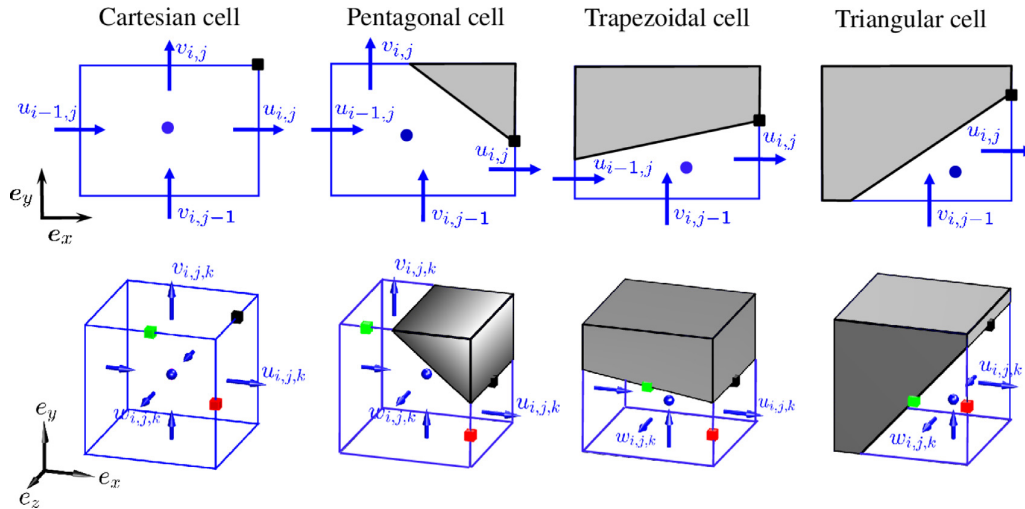 Cartesian cell Pentagonal cell Trapezoidal cell Triangular cell
v_{i,j} v_{i,j}
u_{i-1,j} u_{i,j} u_{i-1,j} u_{i,j} u_{i-1,j} u_{i,j} u_{i,j}
v_{i,j-1} v_{i,j-1} v_{i,j-1} v_{i,j-1}
e_y
e_x
v_{i,j,k} v_{i,j,k}
u_{i,j,k} u_{i,j,k} u_{i,j,k} u_{i,j,k}
w_{i,j,k} w_{i,j,k} w_{i,j,k} w_{i,j,k}
e_y
e_x
e_z